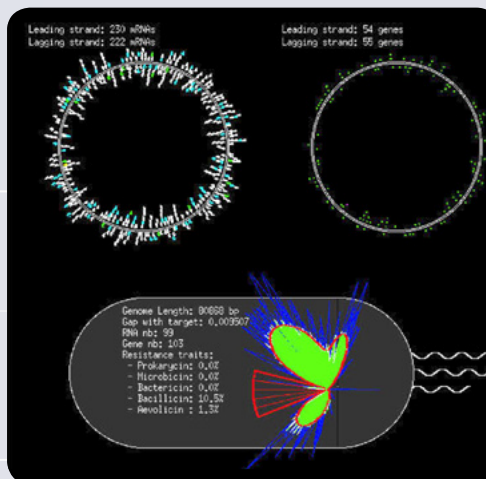 Leading strand: 230 mRNAs
Lagging strand: 222 mRNAs
Leading strand: 54 genes
Lagging strand: 55 genes
Genome Length: 80868 bp
Gap with target: 0.009507
RNA nb: 99
Gene nb: 103
Resistance traits:
- Prokarycin: 0.0%
- Microbicin: 0.0%
- Bactericin: 0.0%
- Bacillicin: 10.5%
- Aevolicin : 1.3%